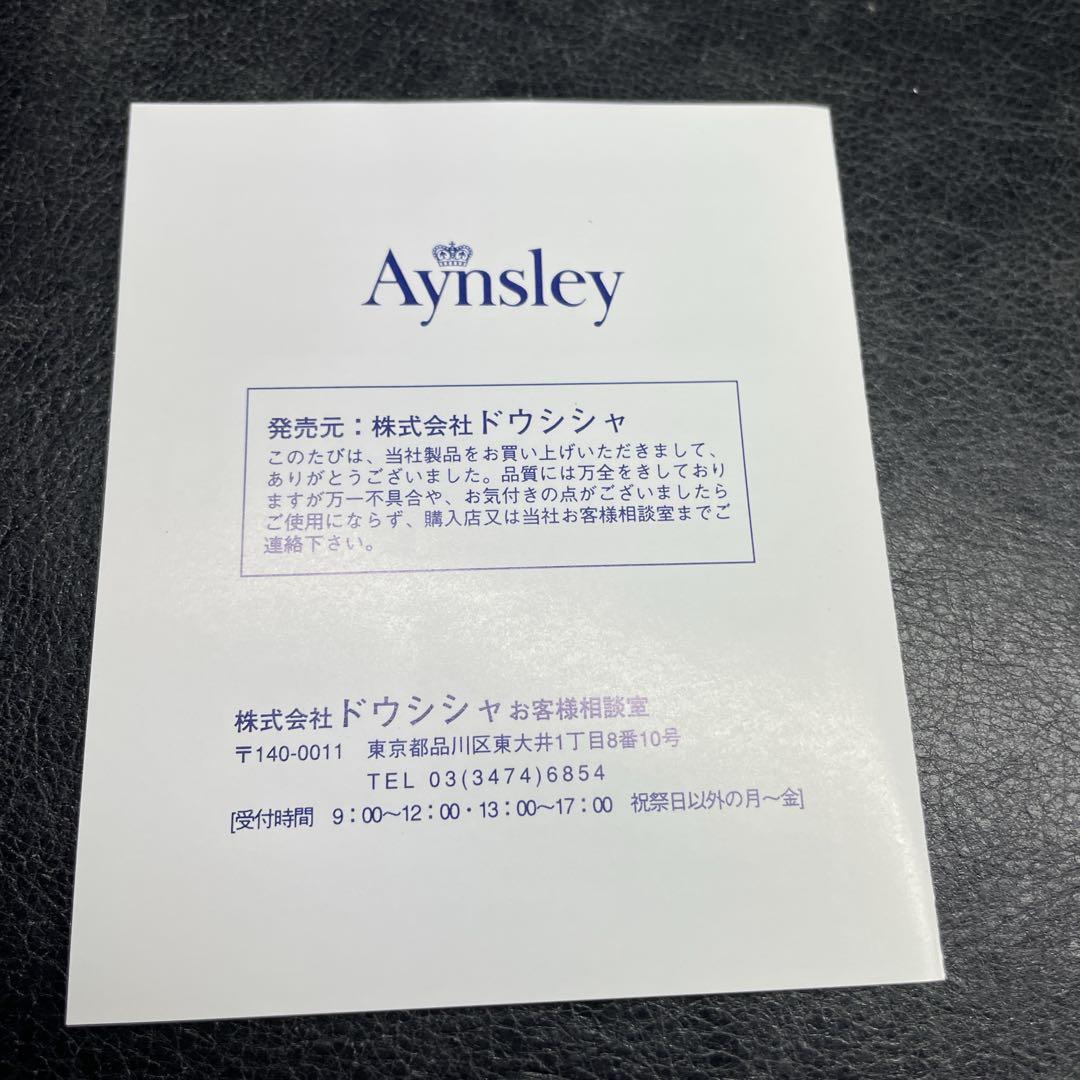 Aynsley
発売元：株式会社ドウシシャ
このたびは、当社製品をお買い上げいただきまして、
ありがとうございました。品質には万全をきしており
ますが万一不具合や、お気付きの点がございましたら
ご使用にならず、購入店又は当社お客様相談室までご
連絡下さい。
株式会社ドウシシャお客様相談室
〒140-0011　東京都品川区東大井1丁目8番10号
TEL 03(3474)6854
[受付時間　9：00〜12：00・13：00〜17：00　祝祭日以外の月〜金]